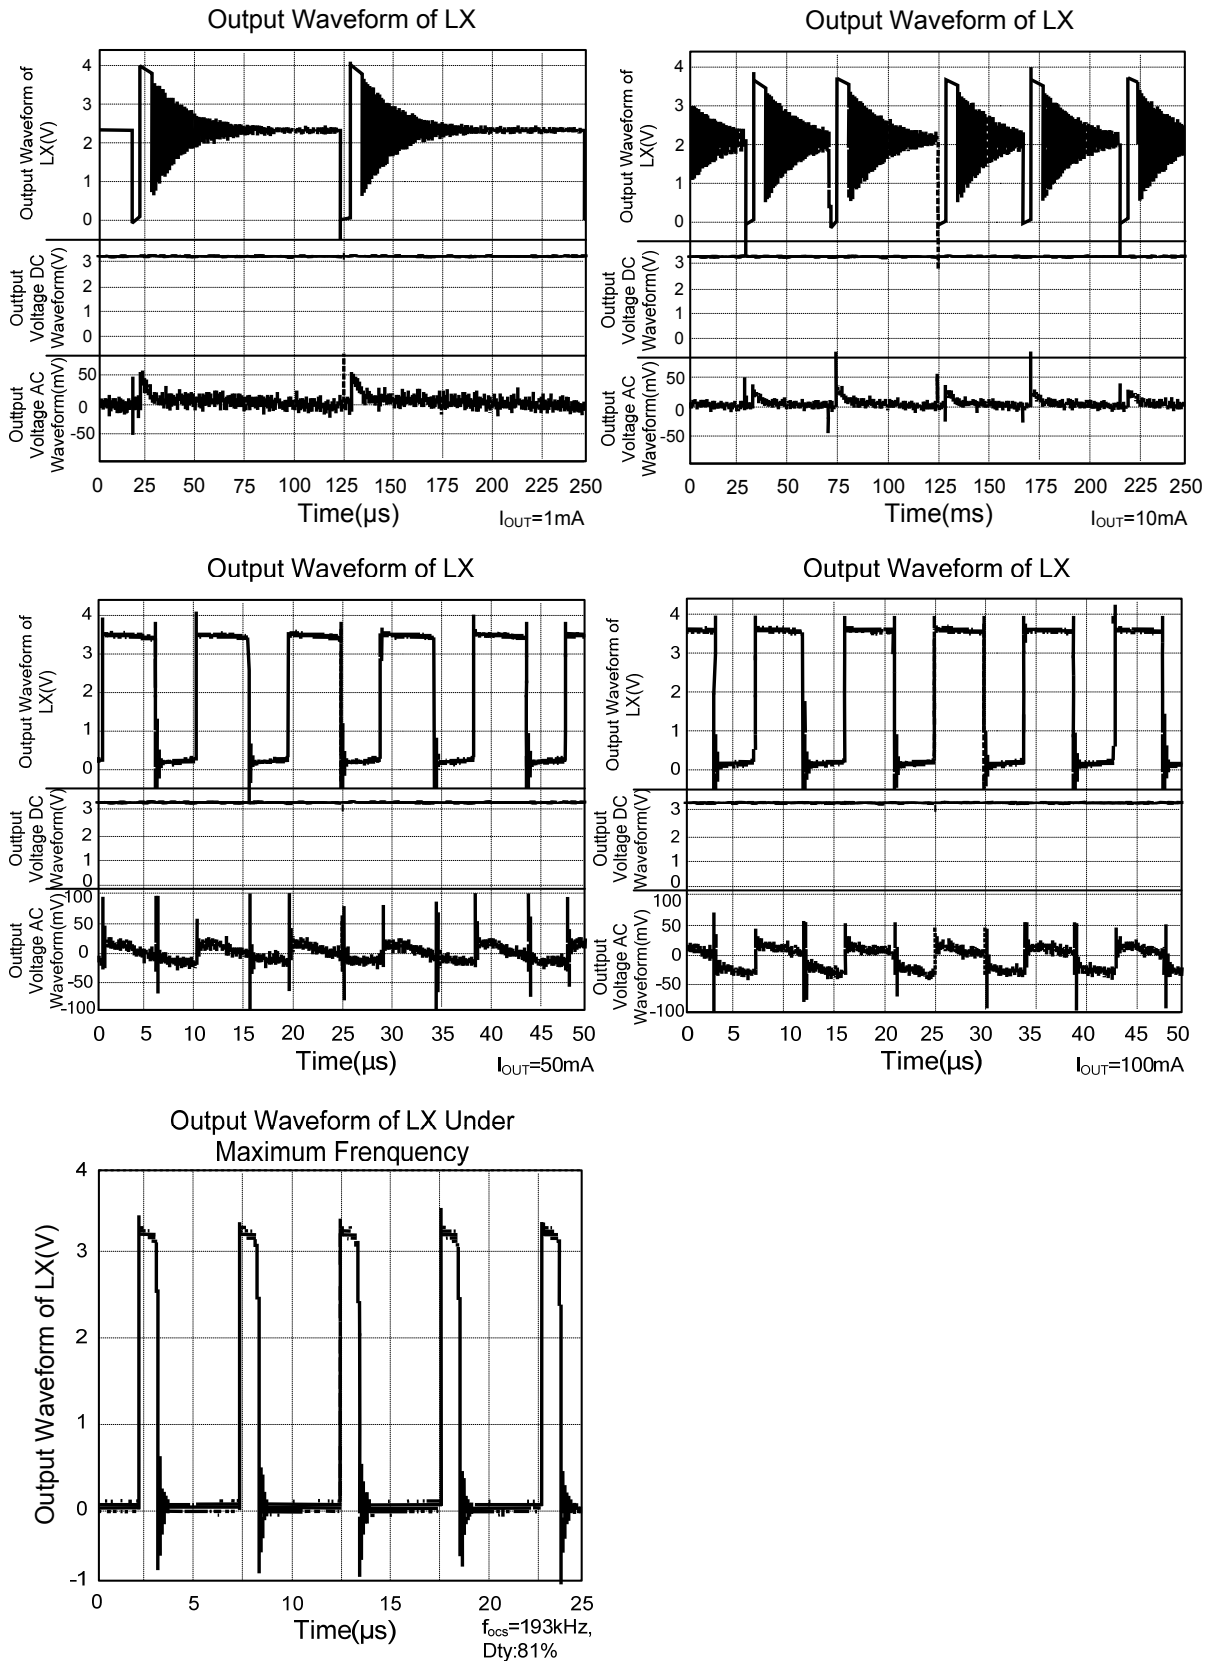 Output Waveform of LX
Output Waveform of
LX(V)
4
3
2
1
0
Outtput
Voltage DC
Waveform(V)
3
2
1
0
Outtput
Voltage AC
Waveform(mV)
50
0
-50
0 25 50 75 100 125 150 175 200 225 250
Time(µs)
IOUT=1mA
Output Waveform of LX
Output Waveform of
LX(V)
4
3
2
1
0
Outtput
Voltage DC
Waveform(V)
3
2
1
0
Outtput
Voltage AC
Waveform(mV)
50
0
-50
0 25 50 75 100 125 150 175 200 225 250
Time(ms)
IOUT=10mA
Output Waveform of LX
Output Waveform of
LX(V)
4
3
2
1
0
Outtput
Voltage DC
Waveform(V)
3
2
1
0
Outtput
Voltage AC
Waveform(mV)
100
50
0
-50
-100
0 5 10 15 20 25 30 35 40 45 50
Time(µs)
IOUT=50mA
Output Waveform of LX
Output Waveform of
LX(V)
4
3
2
1
0
Outtput
Voltage DC
Waveform(V)
3
2
1
0
Outtput
Voltage AC
Waveform(mV)
100
50
0
-50
-100
0 5 10 15 20 25 30 35 40 45 50
Time(µs)
IOUT=100mA
Output Waveform of LX Under
Maximum Frenquency
Output Waveform of LX(V)
4
3
2
1
0
-1
0 5 10 15 20 25
Time(µs)
focs=193kHz,
Dty:81%